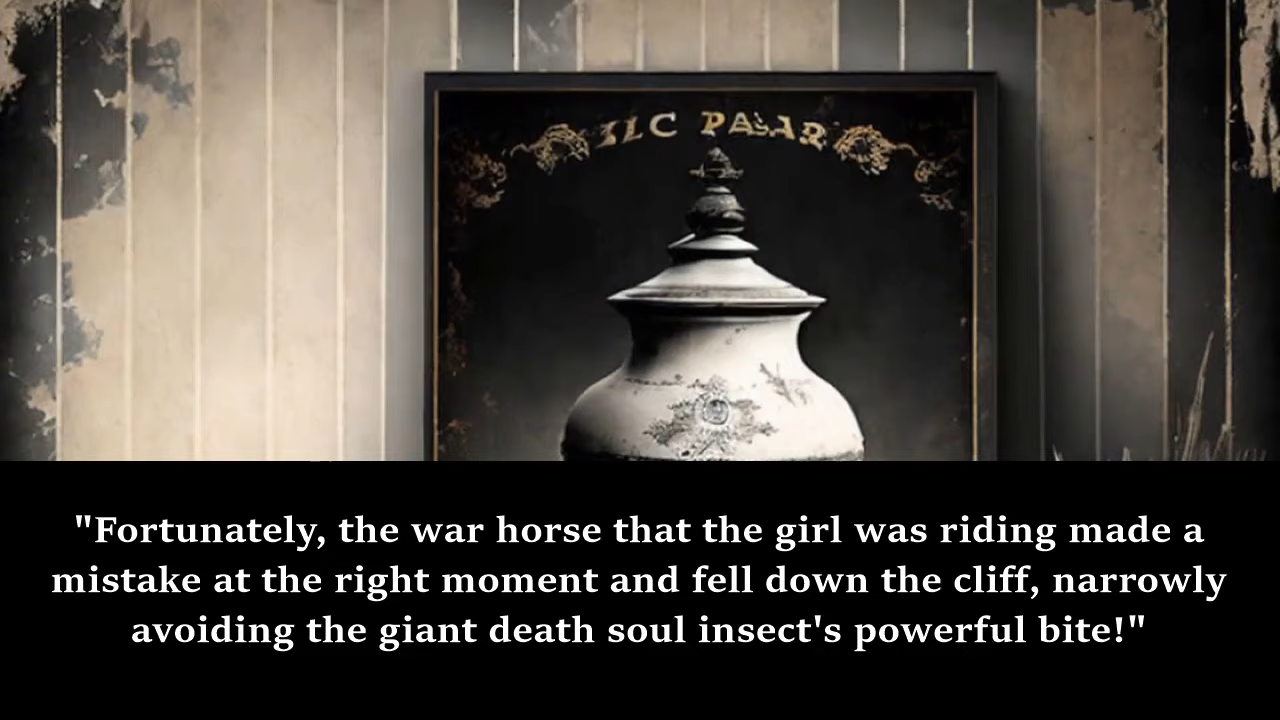 "Fortunately, the war horse that the girl was riding made a
mistake at the right moment and fell down the cliff, narrowly
avoiding the giant death soul insect's powerful bite!"